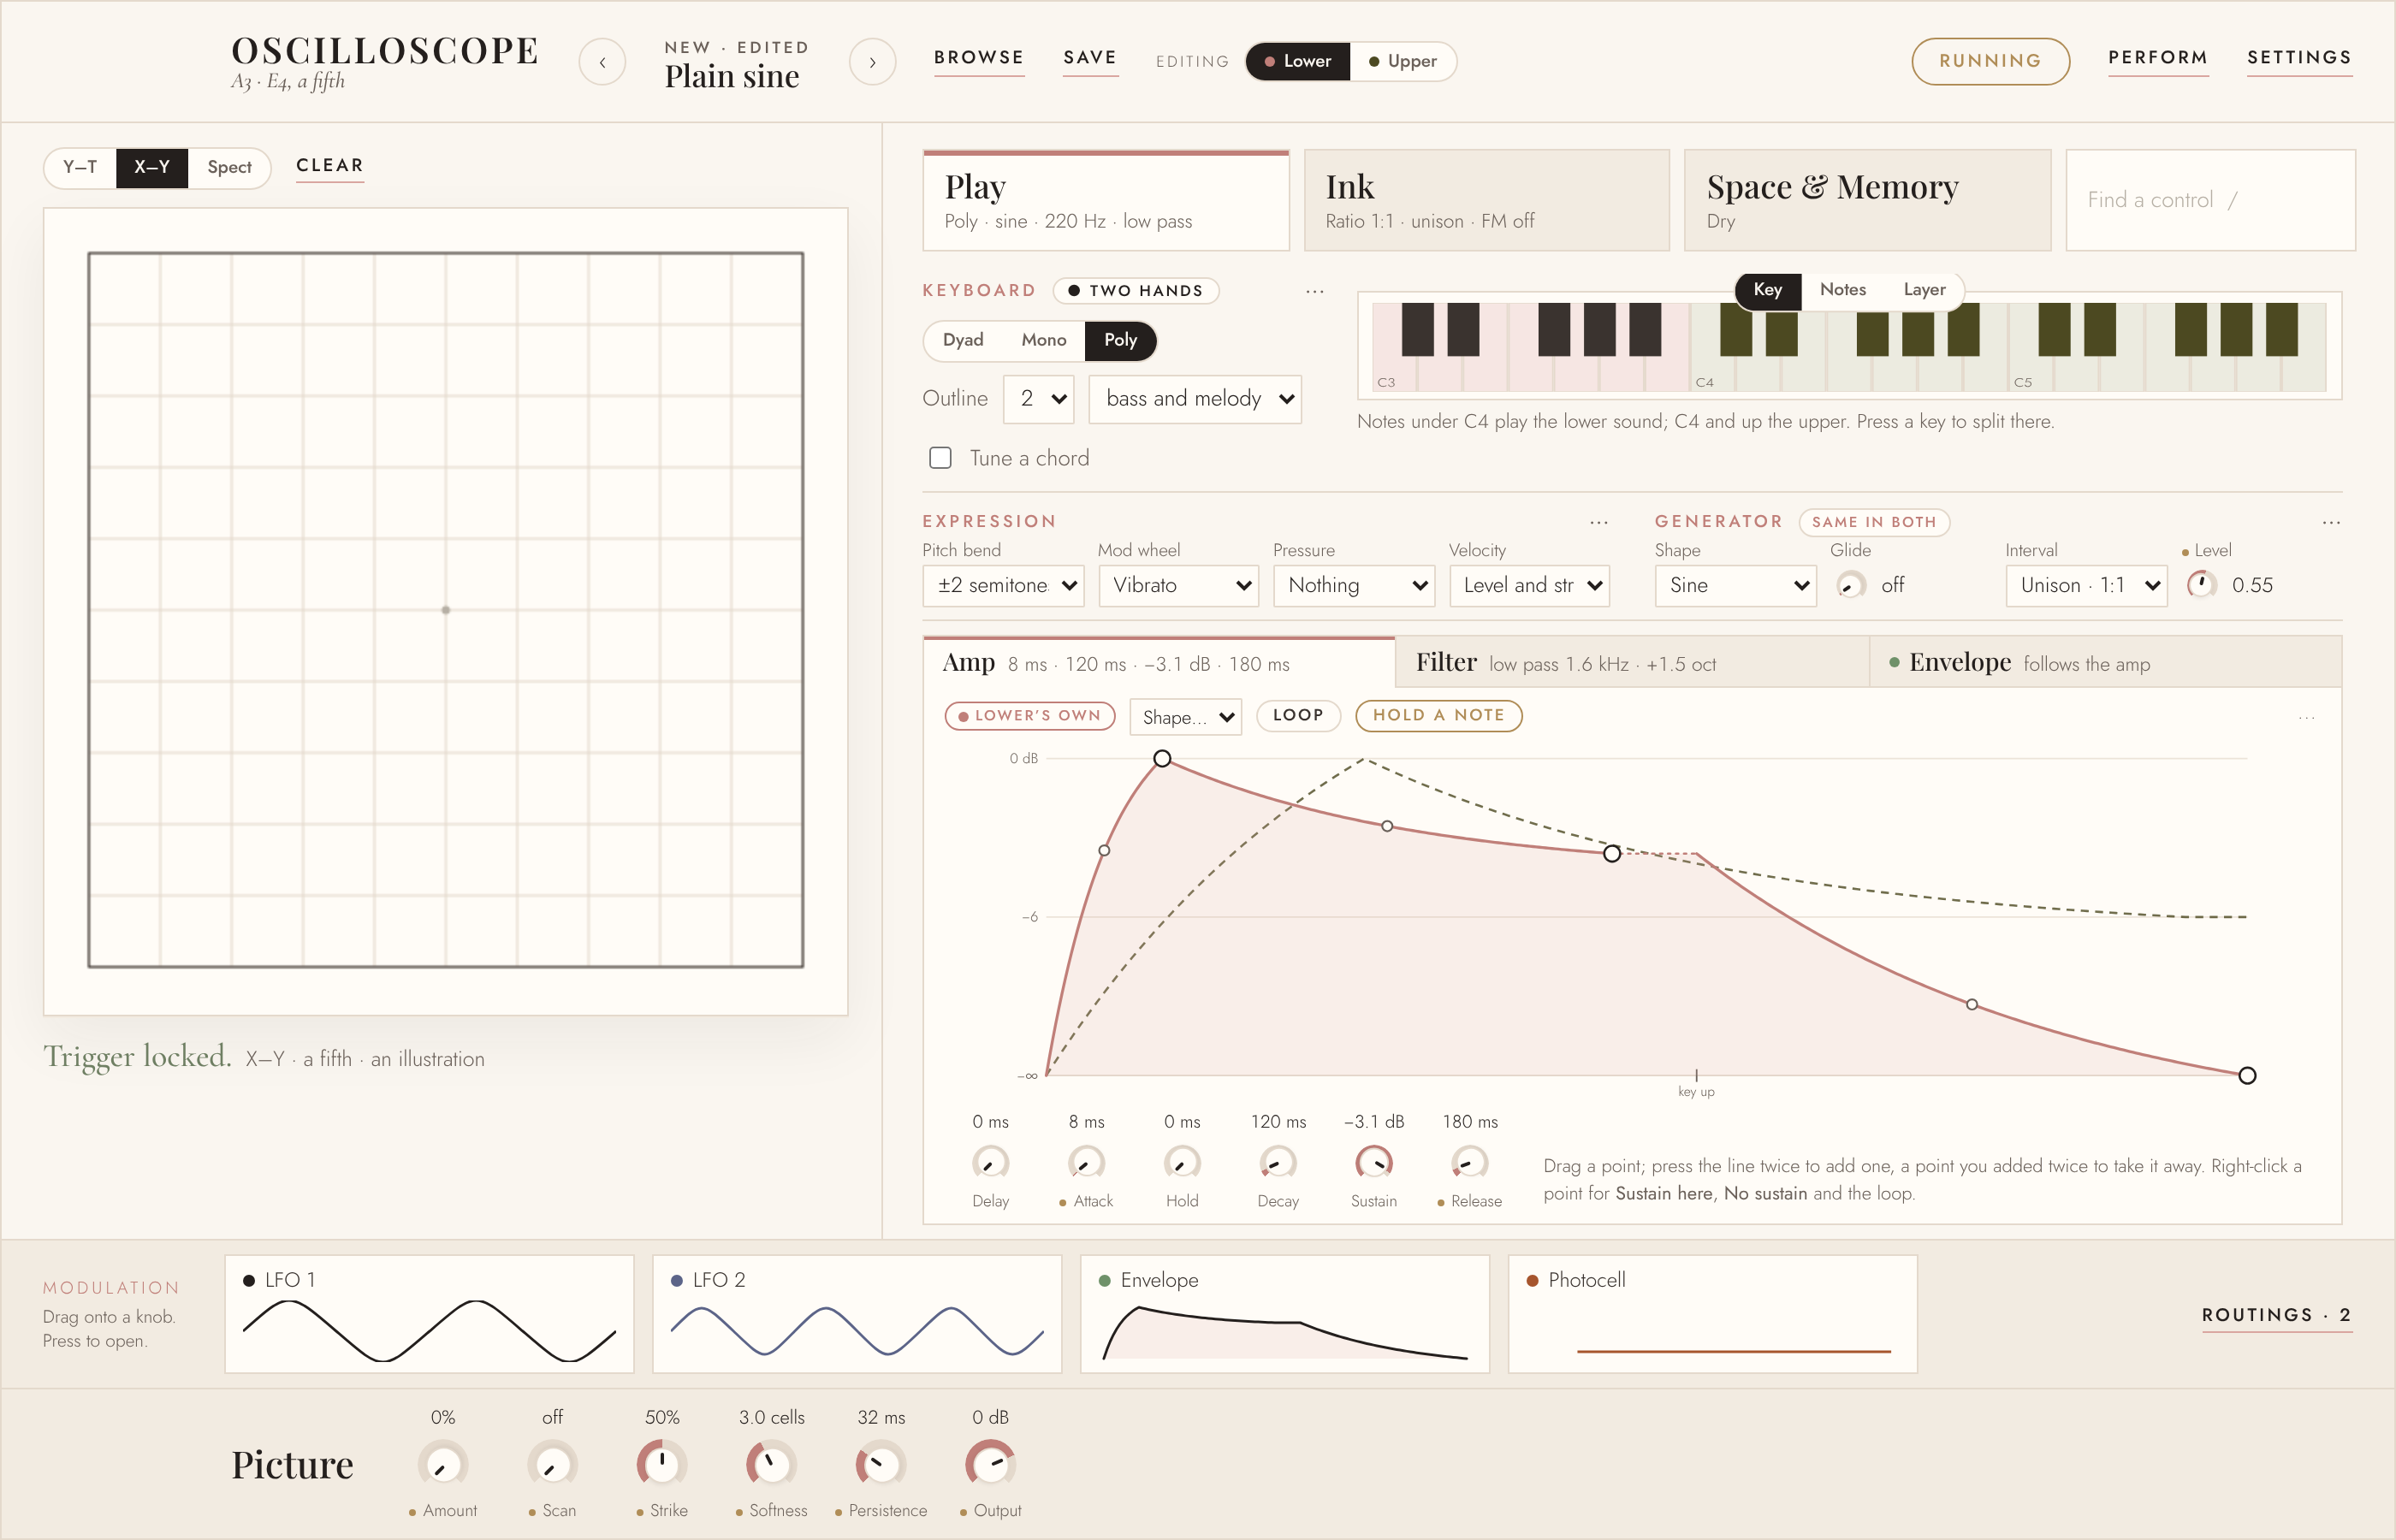 OSCILLOSCOPE
A3 · E4, a fifth
‹
NEW · EDITED
Plain sine
›
BROWSE
SAVE
EDITING
Lower
Upper
RUNNING
PERFORM
SETTINGS
Y–T
X–Y
Spect
CLEAR
Trigger locked. X–Y · a fifth · an illustration
Play
Poly · sine · 220 Hz · low pass
Ink
Ratio 1:1 · unison · FM off
Space & Memory
Dry
Find a control /
KEYBOARD
TWO HANDS
...
Dyad
Mono
Poly
Outline
2
bass and melody
Tune a chord
Key
Notes
Layer
C3
C4
C5
Notes under C4 play the lower sound; C4 and up the upper. Press a key to split there.
EXPRESSION
...
Pitch bend
Mod wheel
Pressure
Velocity
±2 semitone
Vibrato
Nothing
Level and str
GENERATOR
SAME IN BOTH
...
Shape
Glide
Interval
Level
Sine
off
Unison · 1:1
0.55
Amp 8 ms · 120 ms · −3.1 dB · 180 ms
Filter low pass 1.6 kHz · +1.5 oct
Envelope follows the amp
LOWER'S OWN
Shape...
LOOP
HOLD A NOTE
...
0 dB
−6
−∞
key up
0 ms
8 ms
0 ms
120 ms
−3.1 dB
180 ms
Delay
Attack
Hold
Decay
Sustain
Release
Drag a point; press the line twice to add one, a point you added twice to take it away. Right-click a
point for Sustain here, No sustain and the loop.
MODULATION
Drag onto a knob.
Press to open.
LFO 1
LFO 2
Envelope
Photocell
ROUTINGS · 2
Picture
0%
off
50%
3.0 cells
32 ms
0 dB
Amount
Scan
Strike
Softness
Persistence
Output